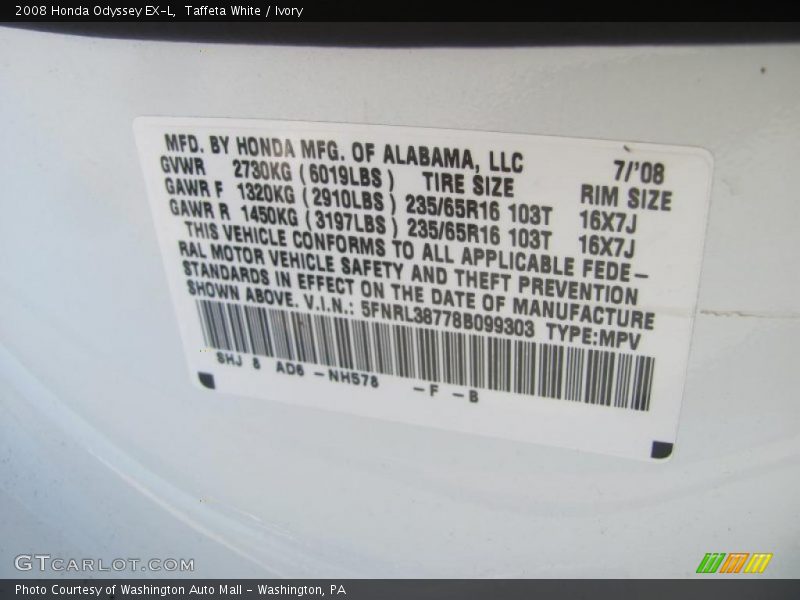 2008 Honda Odyssey EX-L,  Taffeta White / Ivory
MFD. BY HONDA MFG. OF ALABAMA, LLC 7/'08
GVWR 2730KG (6019LBS) TIRE SIZE RIM SIZE
GAWR F 1320KG (2910LBS) 235/65R16 103T 16X7J
GAWR R 1450KG (3197LBS) 235/65R16 103T 16X7J
THIS VEHICLE CONFORMS TO ALL APPLICABLE FEDE-
RAL MOTOR VEHICLE SAFETY AND THEFT PREVENTION
STANDARDS IN EFFECT ON THE DATE OF MANUFACTURE
SHOWN ABOVE. V.I.N.: 5FNRL38778B099303 TYPE:MPV
SHJ 8 AD6 -NH578 -F -B
GTCARLOT.COM
Photo Courtesy of Washington Auto Mall - Washington, PA